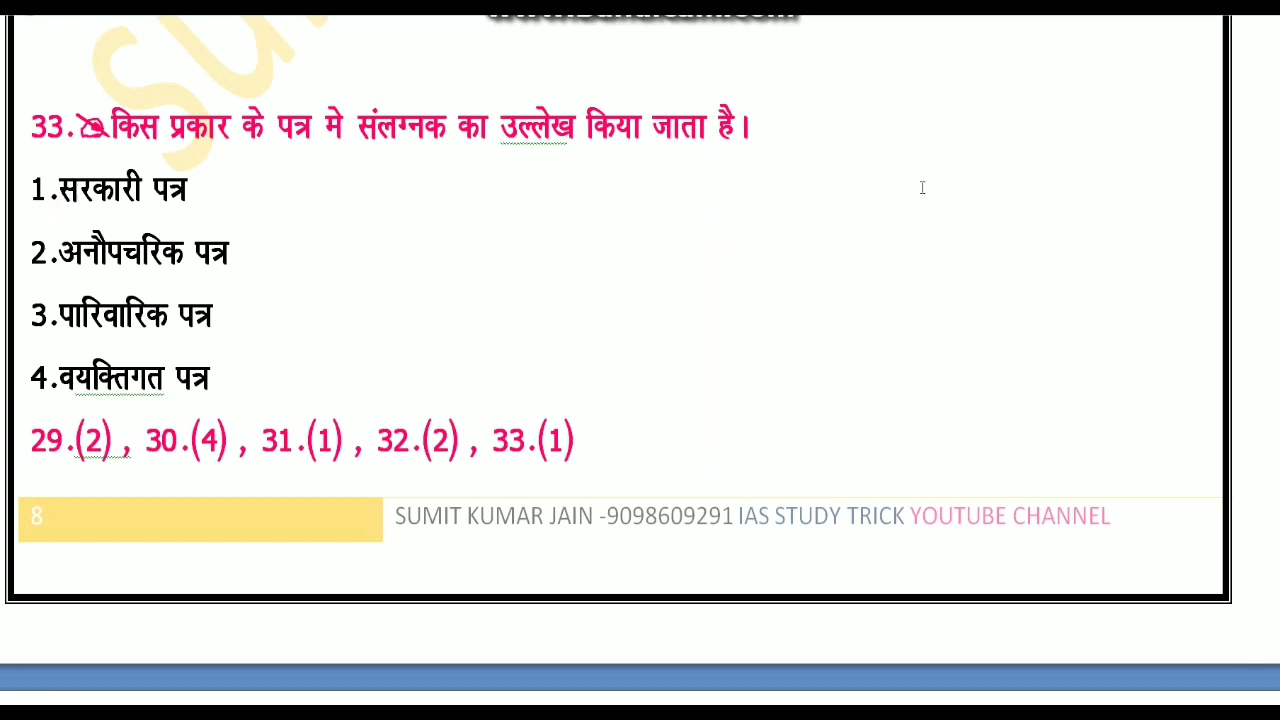 33.किस प्रकार के पत्र मे संलग्नक का उल्लेख किया जाता है।
1.सरकारी पत्र
2.अनौपचरिक पत्र
3.पारिवारिक पत्र
4.वयक्तिगत पत्र
29.(2) , 30.(4) , 31.(1) , 32.(2) , 33.(1)
8 SUMIT KUMAR JAIN -9098609291 IAS STUDY TRICK YOUTUBE CHANNEL